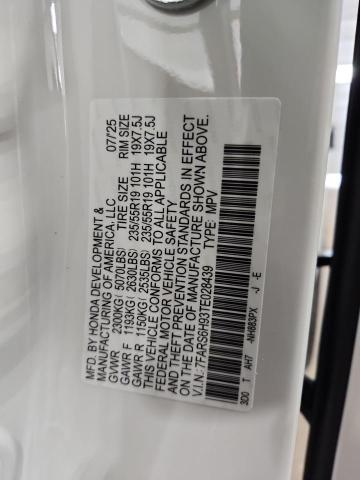 MFD. BY HONDA DEVELOPMENT &
MANUFACTURING OF AMERICA, LLC 07/'25
GVWR 2300KG( 5070LBS) TIRE SIZE RIM SIZE
GAWR F 1193KG (2630LBS) 235/55R19 101H 19X7.5J
GAWR R 1150KG (2535LBS) 235/55R19 101H 19X7.5J
THIS VEHICLE CONFORMS TO ALL APPLICABLE
FEDERAL MOTOR VEHICLE SAFETY
AND THEFT PREVENTION STANDARDS IN EFFECT
ON THE DATE OF MANUFACTURE SHOWN ABOVE.
V.I.N.: 7FARS6H93TE028439 TYPE: MPV
3D0 T AH7 -NH883PX -J -E